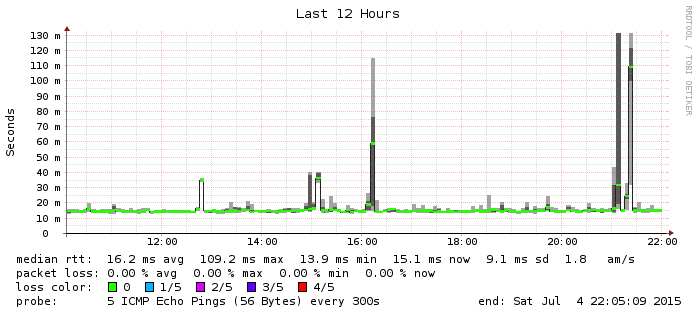 Last 12 Hours
RRDTOOL / TOBI OETIKER
Seconds
130 m
120 m
110 m
100 m
90 m
80 m
70 m
60 m
50 m
40 m
30 m
20 m
10 m
0
12:00 14:00 16:00 18:00 20:00 22:00
median rtt: 16.2 ms avg 109.2 ms max 13.9 ms min 15.1 ms now 9.1 ms sd 1.8 am/s
packet loss: 0.00 % avg 0.00 % max 0.00 % min 0.00 % now
loss color: 0 1/5 2/5 3/5 4/5
probe: 5 ICMP Echo Pings (56 Bytes) every 300s end: Sat Jul 4 22:05:09 2015